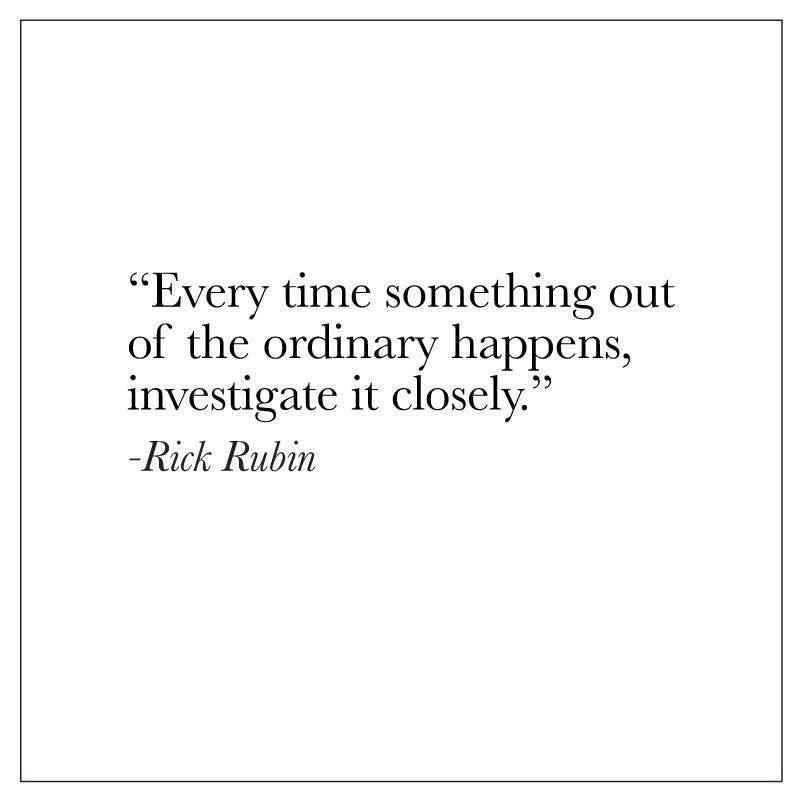 “Every time something out
of the ordinary happens,
investigate it closely.”
-Rick Rubin